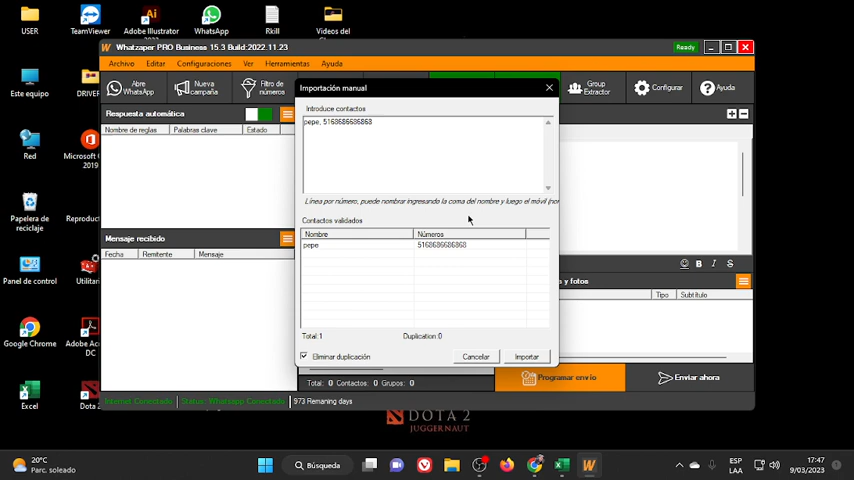 USER
TeamViewer
Adobe Illustrator
WhatsApp
Rkill
Videos del
Whatzaper PRO Business 15.3 Build:2022.11.23
Ready
Archivo Editar Configuraciones Ver Herramientas Ayuda
Este equipo
DRIVER
Abre WhatsApp
Nueva campaña
Filtro de números
Group Extractor
Configurar
Ayuda
Respuesta automática
Nombre de reglas Palabras clave Estado
Red
Microsoft
2019
Papelera de reciclaje
Reproduct
Mensaje recibido
Fecha Remitente Mensaje
Panel de control
Utilitar
Google Chrome
Adobe Ac
DC
Excel
Dota 2
Importación manual
Introduce contactos
pepe, 5168686686868
Línea por número, puede nombrar ingresando la coma del nombre y luego el móvil (nor
Contactos validados
Nombre Números
pepe 5168686686868
Total:1 Duplication:0
Eliminar duplicación
Cancelar
Importar
B I S
y fotos
Tipo Subtítulo
Total: 0 Contactos: 0 Grupos: 0
Programar envío
Enviar ahora
Internet Conectado Status: Whatsapp Conectado 973 Remaning days
DOTA 2
JUGGERNAUT
20°C
Parc. soleado
Búsqueda
ESP
LAA
17:47
9/03/2023